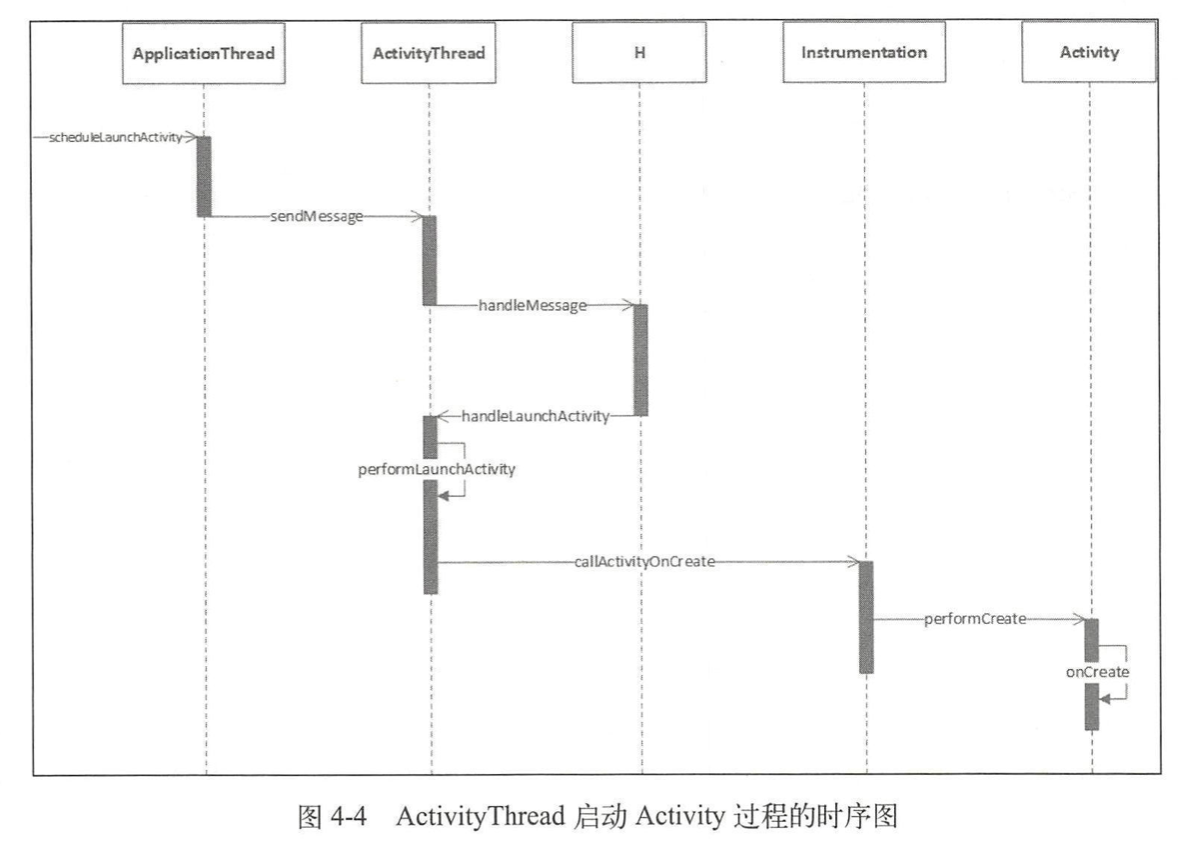 ApplicationThread
ActivityThread
H
Instrumentation
Activity
scheduleLaunchActivity
sendMessage
handleMessage
handleLaunchActivity
performLaunchActivity
callActivityOnCreate
performCreate
onCreate
图 4-4 ActivityThread 启动 Activity 过程的时序图